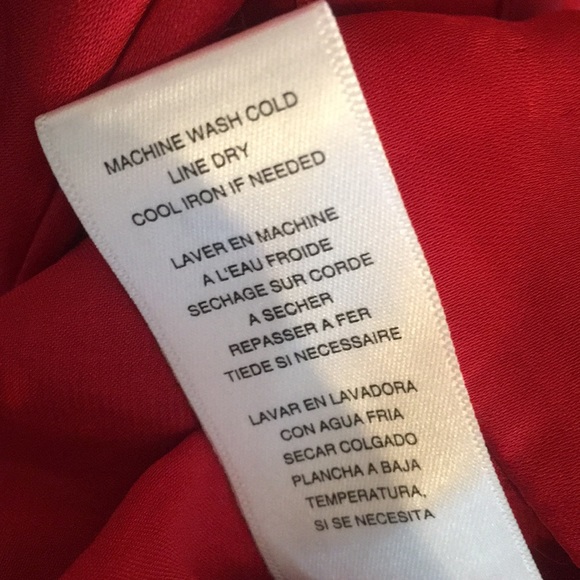 MACHINE WASH COLD
LINE DRY
COOL IRON IF NEEDED
LAVER EN MACHINE
A L'EAU FROIDE
SECHAGE SUR CORDE
A SECHER
REPASSER A FER
TIEDE SI NECESSAIRE
LAVAR EN LAVADORA
CON AGUA FRIA
SECAR COLGADO
PLANCHA A BAJA
TEMPERATURA,
SI SE NECESITA